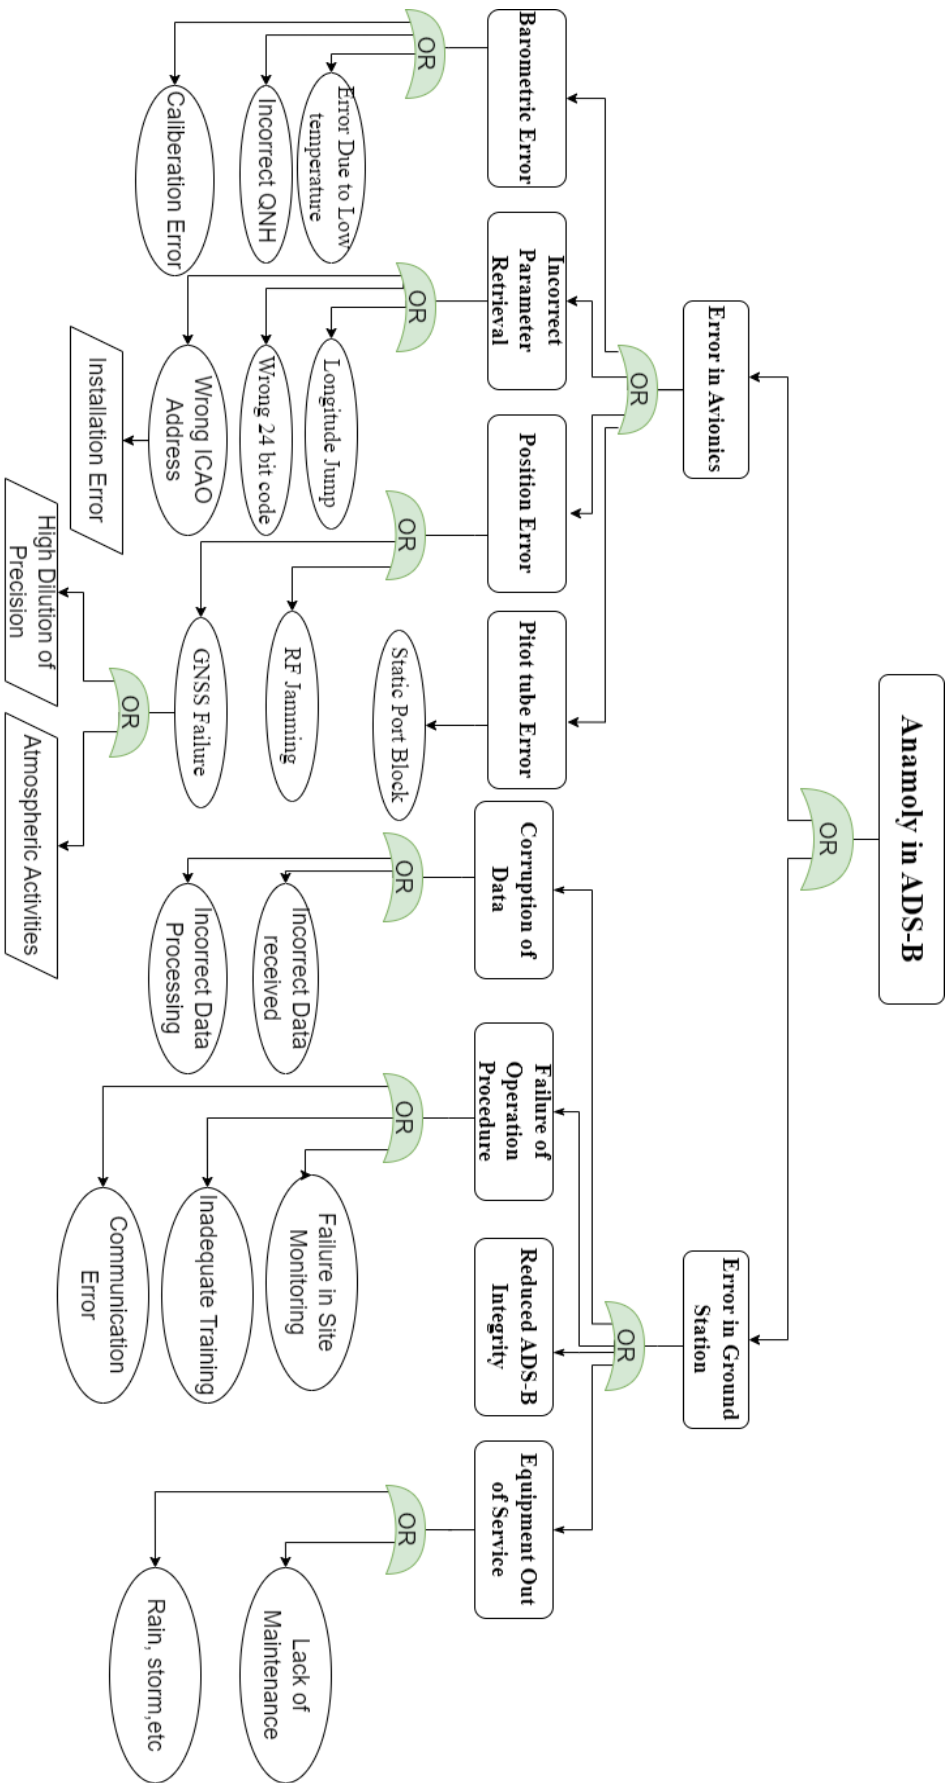 Anamoly in ADS-B
OR
Error in Avionics
Error in Ground
Station
OR
OR
Barometric Error
Incorrect
Parameter
Retrieval
Position Error
Pitot tube Error
Corruption of
Data
Failure of
Operation
Procedure
Reduced ADS-B
Integrity
Equipment Out
of Service
OR
OR
OR
OR
OR
OR
Error Due to Low
temperature
Incorrect QNH
Caliberation Error
Longitude Jump
Wrong 24 bit code
Wrong ICAO
Address
Installation Error
RF Jamming
GNSS Failure
OR
High Dilution of
Precision
Atmospheric Activities
Static Port Block
Incorrect Data
received
Incorrect Data
Processing
Failure in Site
Monitoring
Inadequate Training
Communication
Error
Lack of
Maintenance
Rain, storm,etc